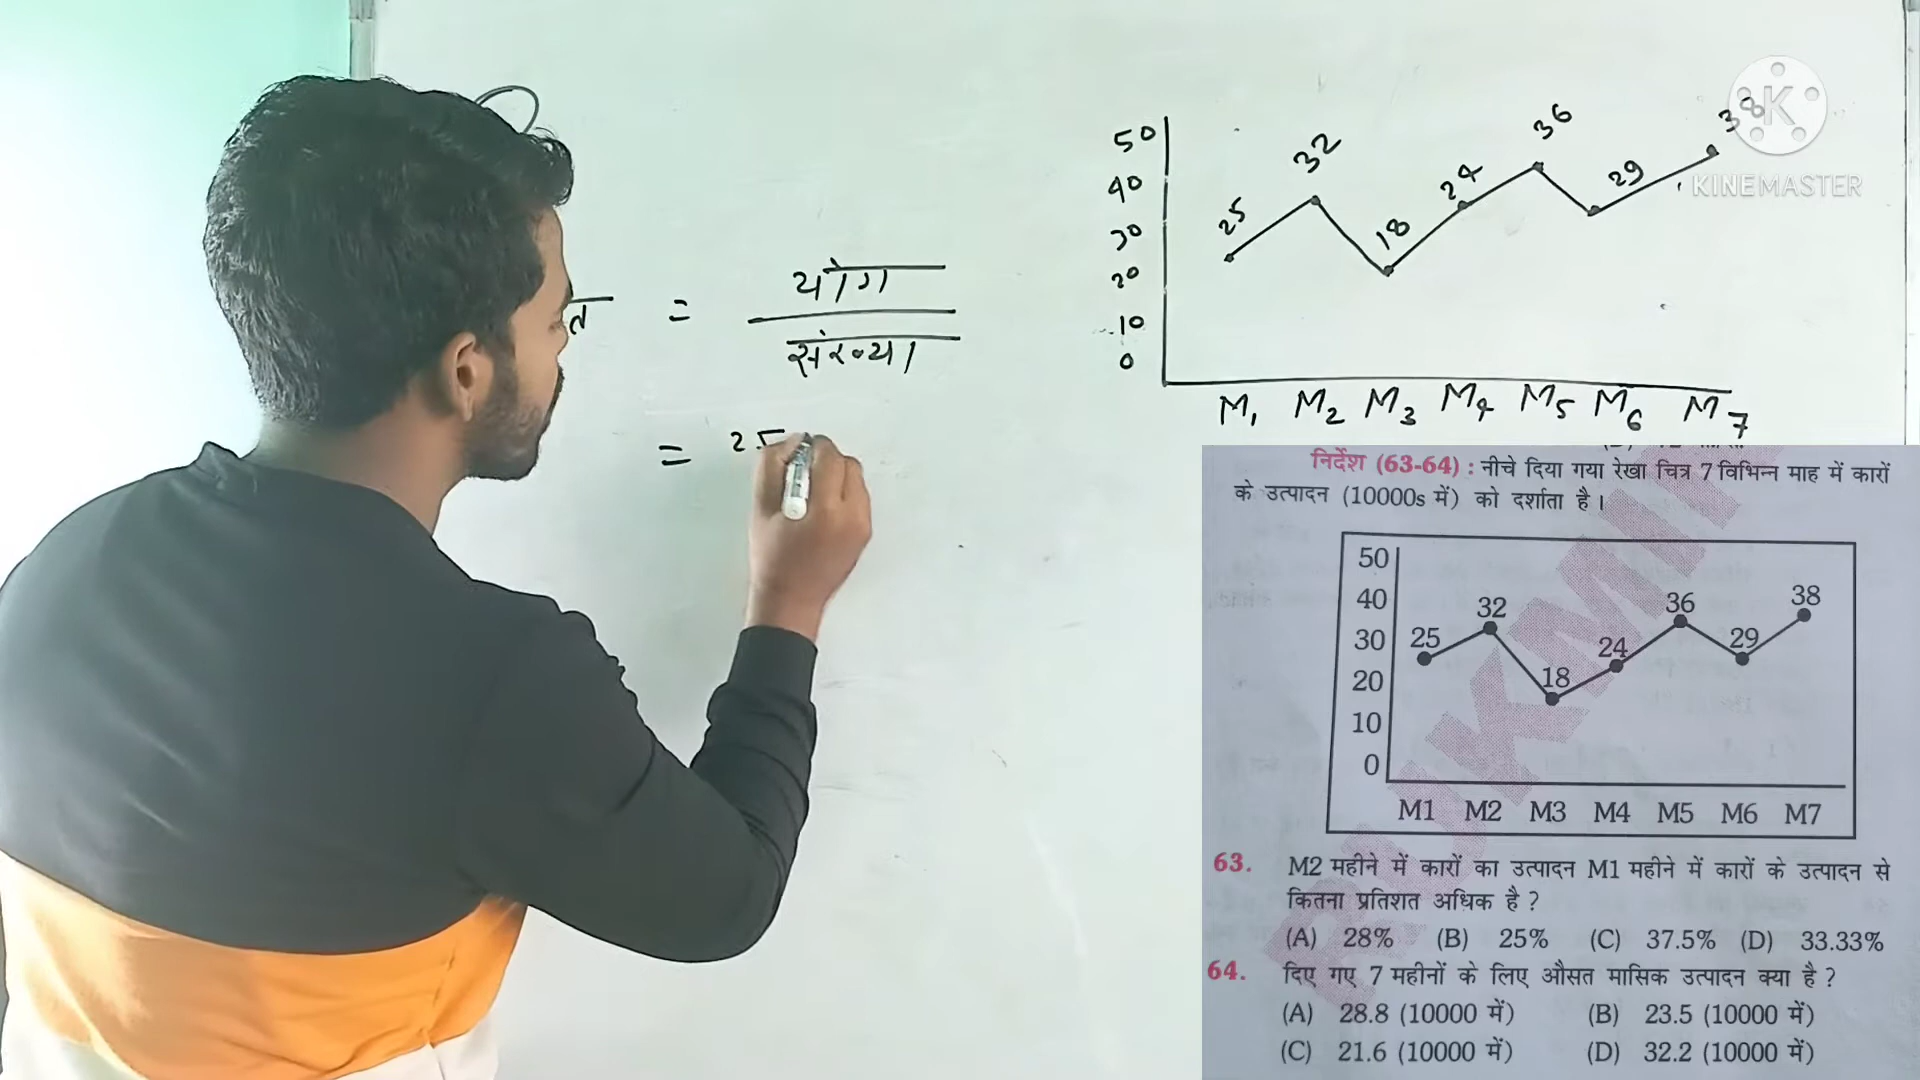 त = योग
संख्या
= 25
50
40
30
20
10
0
25
32
18
24
36
29
38
M1 M2 M3 M4 M5 M6 M7
K
KINEMASTER
निर्देश (63-64) : नीचे दिया गया रेखा चित्र 7 विभिन्न माह में कारों
के उत्पादन (10000s में) को दर्शाता है।
50
40
30
20
10
0
25
32
18
24
36
29
38
M1 M2 M3 M4 M5 M6 M7
63. M2 महीने में कारों का उत्पादन M1 महीने में कारों के उत्पादन से
कितना प्रतिशत अधिक है ?
(A) 28% (B) 25% (C) 37.5% (D) 33.33%
64. दिए गए 7 महीनों के लिए औसत मासिक उत्पादन क्या है ?
(A) 28.8 (10000 में) (B) 23.5 (10000 में)
(C) 21.6 (10000 में) (D) 32.2 (10000 में)
RUKMINI